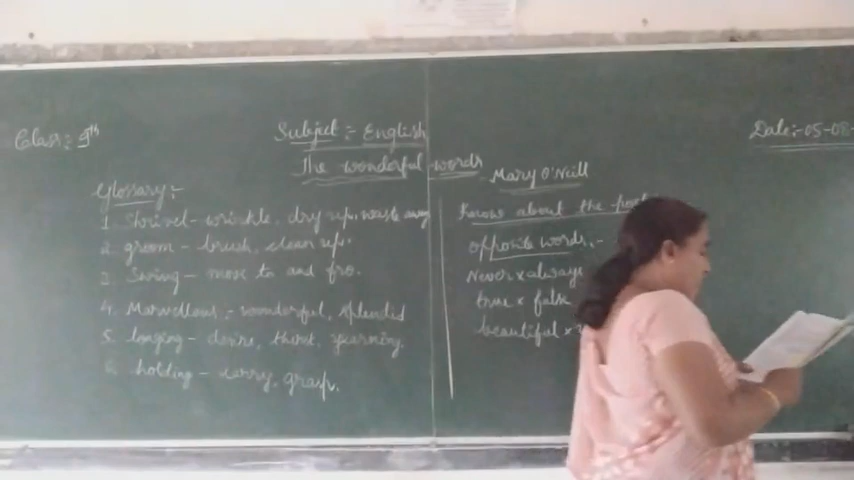 Class:- 9th
Subject :- English
Date:- 05-08-
The wonderful words
- Mary O'Neill
Glossary :-
1. Shrivel - wrinkle, dry up, waste away
2. groom - brush, clean up.
3. Swing - move to and fro.
4. Marvellous - wonderful, splendid
5. longing - desire, thirst, yearning.
6. holding - carry, grasp.
Know about the poet
opposite words :-
Never x always
true x false
beautiful x